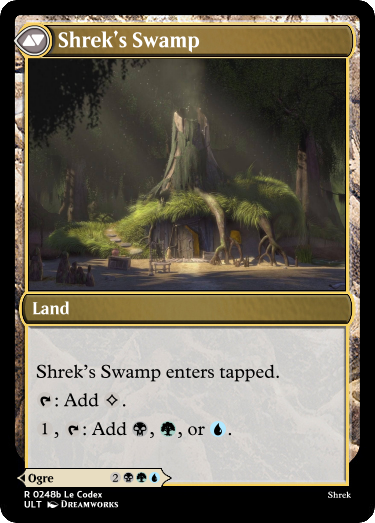 Shrek's Swamp
Land
Shrek's Swamp enters tapped.
: Add .
1 , : Add , , or .
Ogre 2
R 0248b Le Codex
ULT DREAMWORKS
Shrek